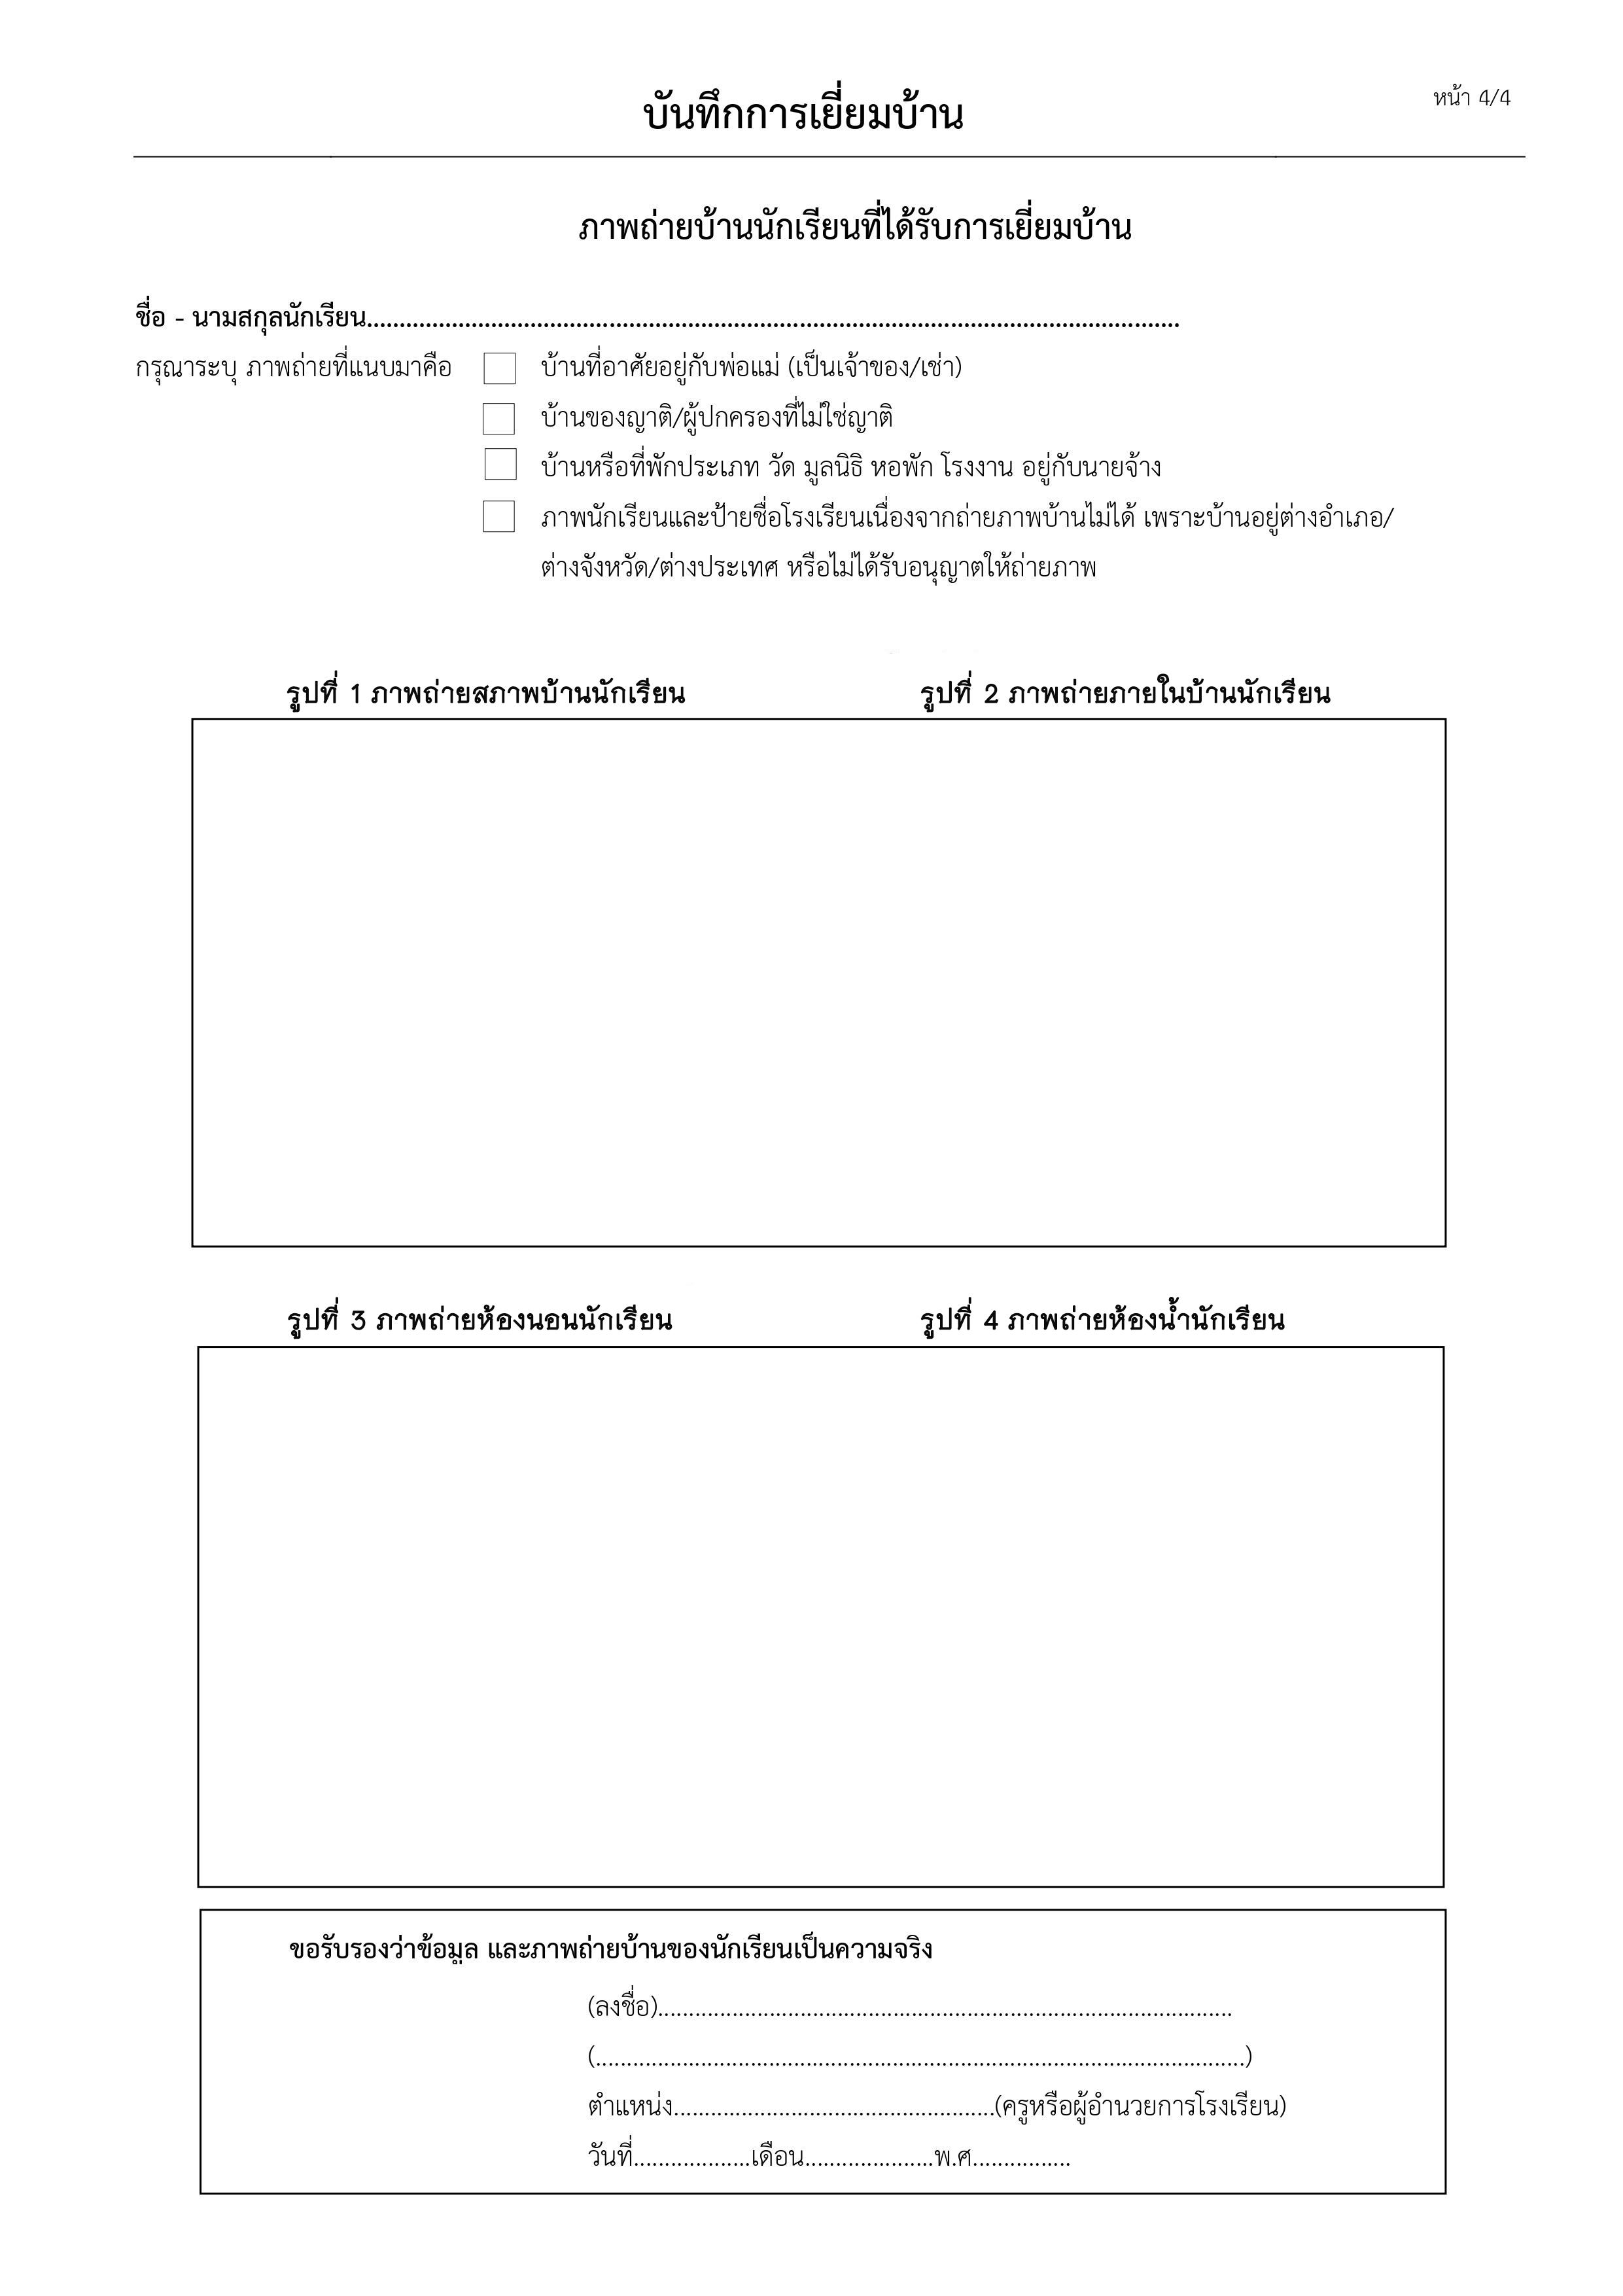 บันทึกการเยี่ยมบ้าน
หน้า 4/4
ภาพถ่ายบ้านนักเรียนที่ได้รับการเยี่ยมบ้าน
ชื่อ - นามสกุลนักเรียน............................................................................................................................
กรุณาระบุ ภาพถ่ายที่แนบมาคือ บ้านที่อาศัยอยู่กับพ่อแม่ (เป็นเจ้าของ/เช่า)
บ้านของญาติ/ผู้ปกครองที่ไม่ใช่ญาติ
บ้านหรือที่พักประเภท วัด มูลนิธิ หอพัก โรงงาน อยู่กับนายจ้าง
ภาพนักเรียนและป้ายชื่อโรงเรียนเนื่องจากถ่ายภาพบ้านไม่ได้ เพราะบ้านอยู่ต่างอำเภอ/
ต่างจังหวัด/ต่างประเทศ หรือไม่ได้รับอนุญาตให้ถ่ายภาพ
รูปที่ 1 ภาพถ่ายสภาพบ้านนักเรียน รูปที่ 2 ภาพถ่ายภายในบ้านนักเรียน
รูปที่ 3 ภาพถ่ายห้องนอนนักเรียน รูปที่ 4 ภาพถ่ายห้องน้ำนักเรียน
ขอรับรองว่าข้อมูล และภาพถ่ายบ้านของนักเรียนเป็นความจริง
(ลงชื่อ)..............................................................................................
(..........................................................................................................)
ตำแหน่ง.....................................................(ครูหรือผู้อำนวยการโรงเรียน)
วันที่...................เดือน.....................พ.ศ................